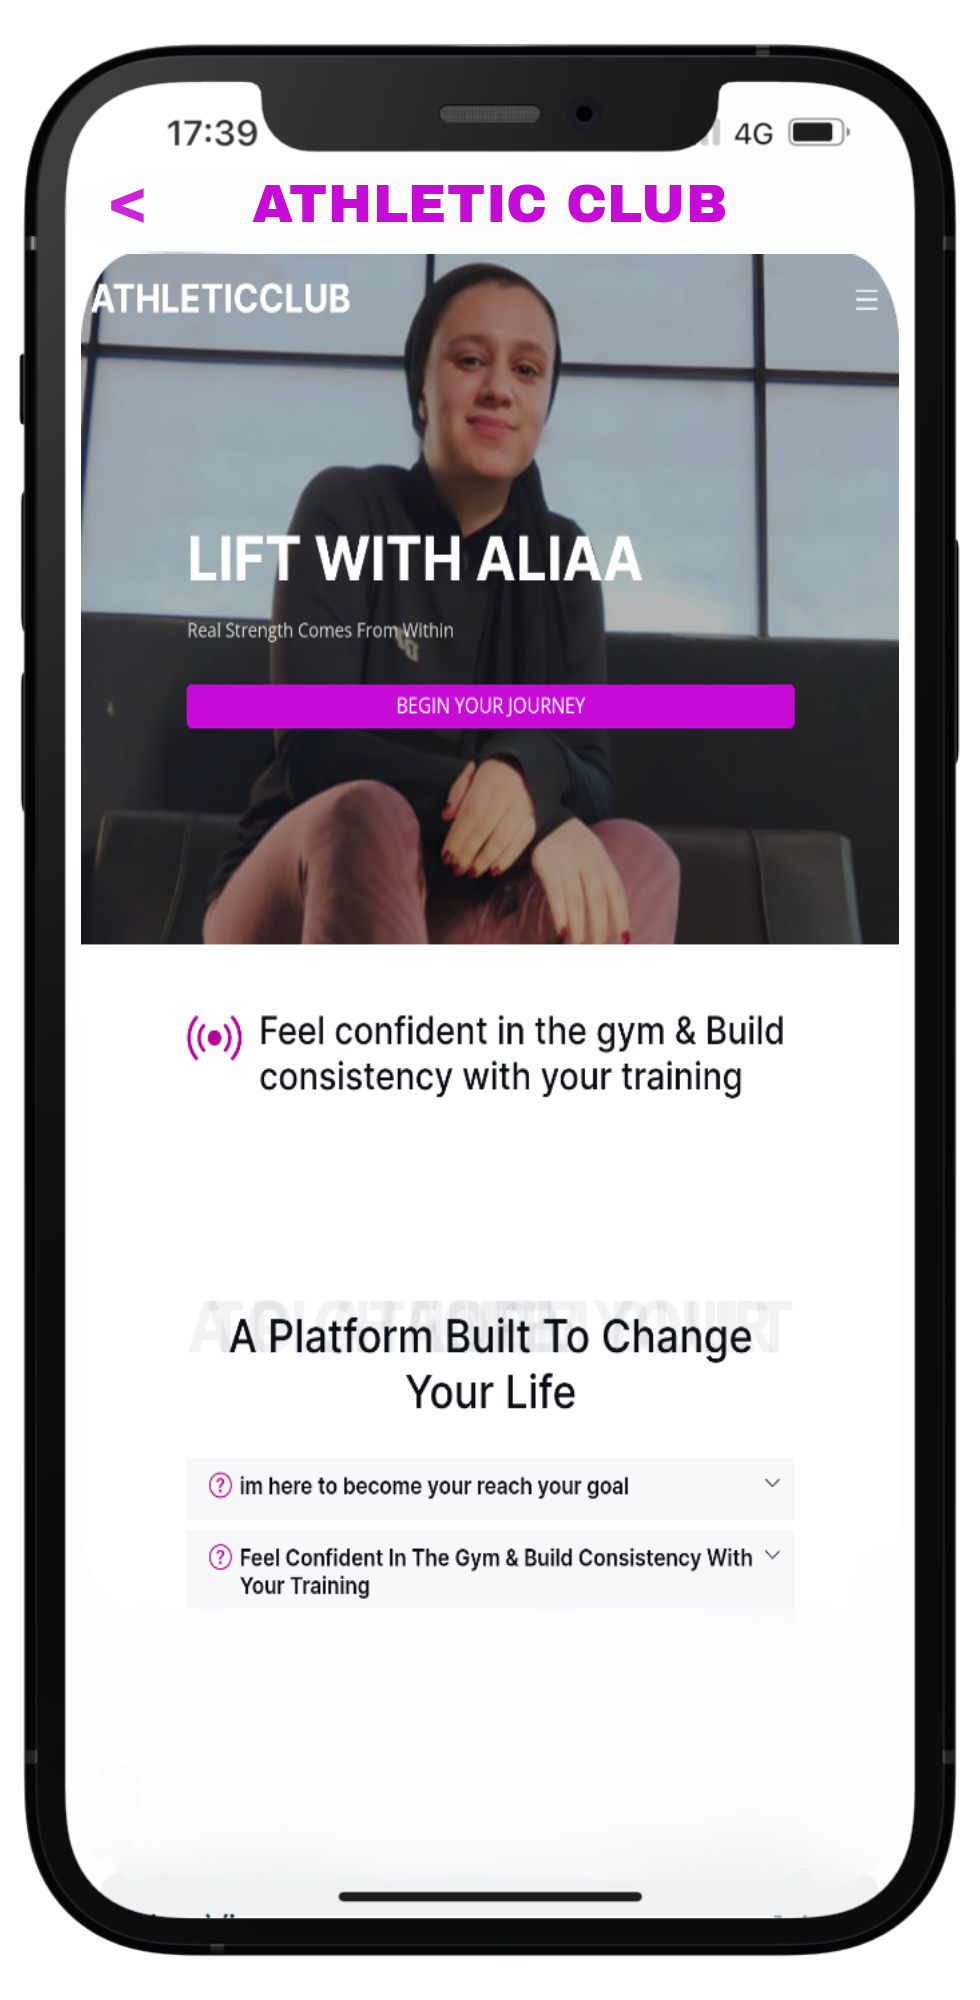 17:39 4G
< ATHLETIC CLUB
ATHLETICCLUB
LIFT WITH ALIAA
Real Strength Comes From Within
BEGIN YOUR JOURNEY
Feel confident in the gym & Build
consistency with your training
A Platform Built To Change
Your Life
im here to become your reach your goal
Feel Confident In The Gym & Build Consistency With
Your Training